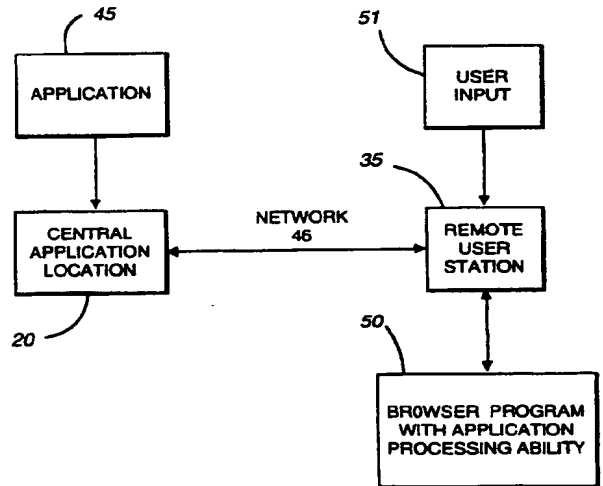 45
APPLICATION
51
USER
INPUT
CENTRAL
APPLICATION
LOCATION
20
NETWORK
46
35
REMOTE
USER
STATION
50
BROWSER PROGRAM
WITH APPLICATION
PROCESSING ABILITY